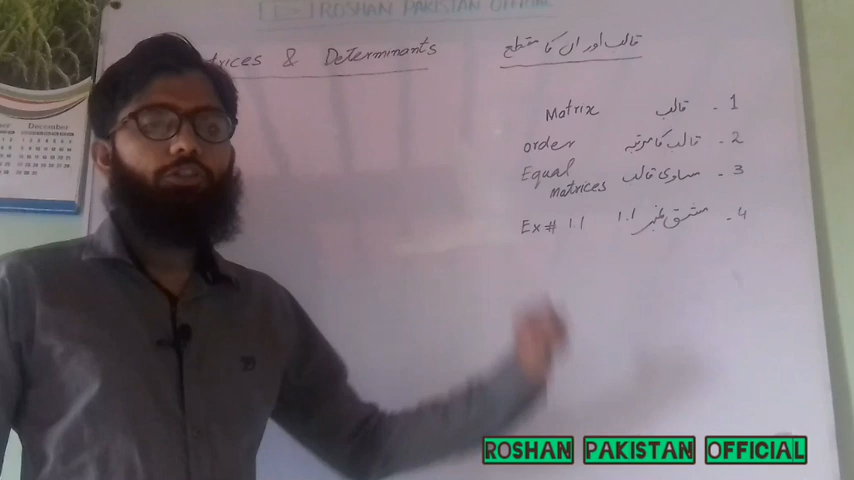 ROSHAN PAKISTAN OFFICIAL
Matrices & Determinants
قالب اور ان کا مقطع
Matrix قالب - 1
order قالب کا مرتبہ - 2
Equal matrices مساوی قالب - 3
Ex# 1.1 مشق نمبر 1.1 - 4
December
ROSHAN PAKISTAN OFFICIAL